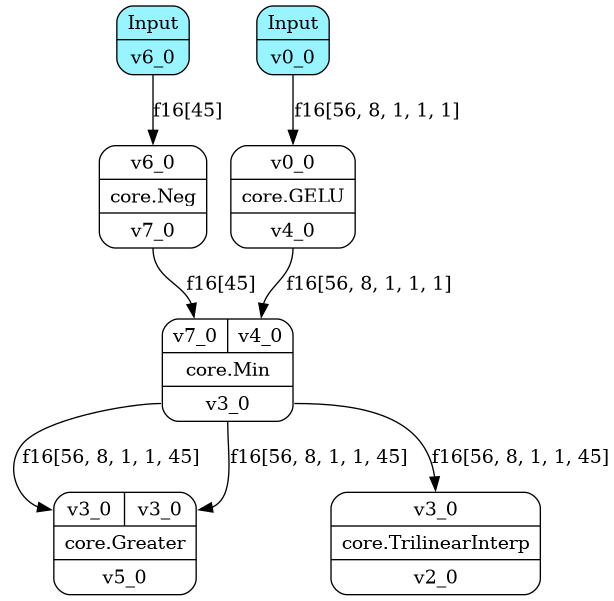 Input
v6_0
Input
v0_0
f16[45]
f16[56, 8, 1, 1, 1]
v6_0
core.Neg
v7_0
v0_0
core.GELU
v4_0
f16[45]
f16[56, 8, 1, 1, 1]
v7_0 v4_0
core.Min
v3_0
f16[56, 8, 1, 1, 45]
f16[56, 8, 1, 1, 45]
f16[56, 8, 1, 1, 45]
v3_0 v3_0
core.Greater
v5_0
v3_0
core.TrilinearInterp
v2_0